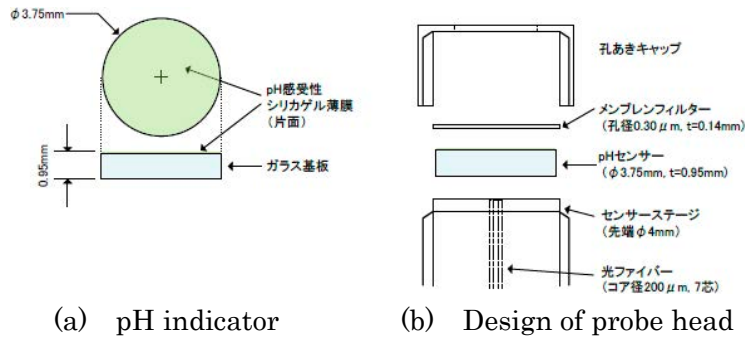 φ3.75mm
pH感受性
シリカゲル薄膜
（片面）
0.95mm
ガラス基板
(a) pH indicator
孔あきキャップ
メンブレンフィルター
（孔径0.30μm, t=0.14mm）
pHセンサー
（φ3.75mm, t=0.95mm）
センサーステージ
（先端φ4mm）
光ファイバー
（コア径200μm, 7芯）
(b) Design of probe head